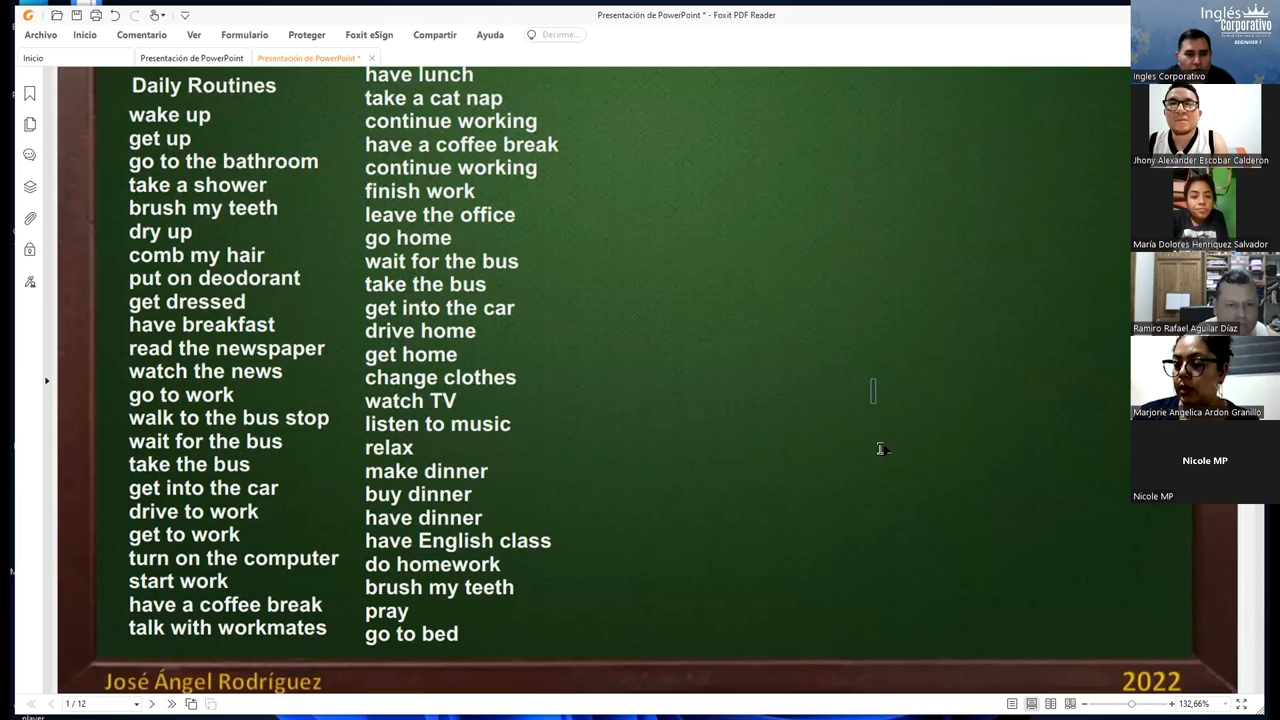 Presentación de PowerPoint * - Foxit PDF Reader
Archivo
Inicio
Comentario
Ver
Formulario
Proteger
Foxit eSign
Compartir
Ayuda
Decirme...
Inicio
Presentación de PowerPoint
Presentación de PowerPoint *
Daily Routines
wake up
get up
go to the bathroom
take a shower
brush my teeth
dry up
comb my hair
put on deodorant
get dressed
have breakfast
read the newspaper
watch the news
go to work
walk to the bus stop
wait for the bus
take the bus
get into the car
drive to work
get to work
turn on the computer
start work
have a coffee break
talk with workmates
have lunch
take a cat nap
continue working
have a coffee break
continue working
finish work
leave the office
go home
wait for the bus
take the bus
get into the car
drive home
get home
change clothes
watch TV
listen to music
relax
make dinner
buy dinner
have dinner
have English class
do homework
brush my teeth
pray
go to bed
José Ángel Rodríguez
2022
1 / 12
132,66%
Inglés
Corporativo
BEGINNER 1
Ingles Corporativo
Jhony Alexander Escobar Calderon
María Dolores Henríquez Salvador
Ramiro Rafael Aguilar Díaz
Marjorie Angelica Ardon Granillo
Nicole MP
Nicole MP